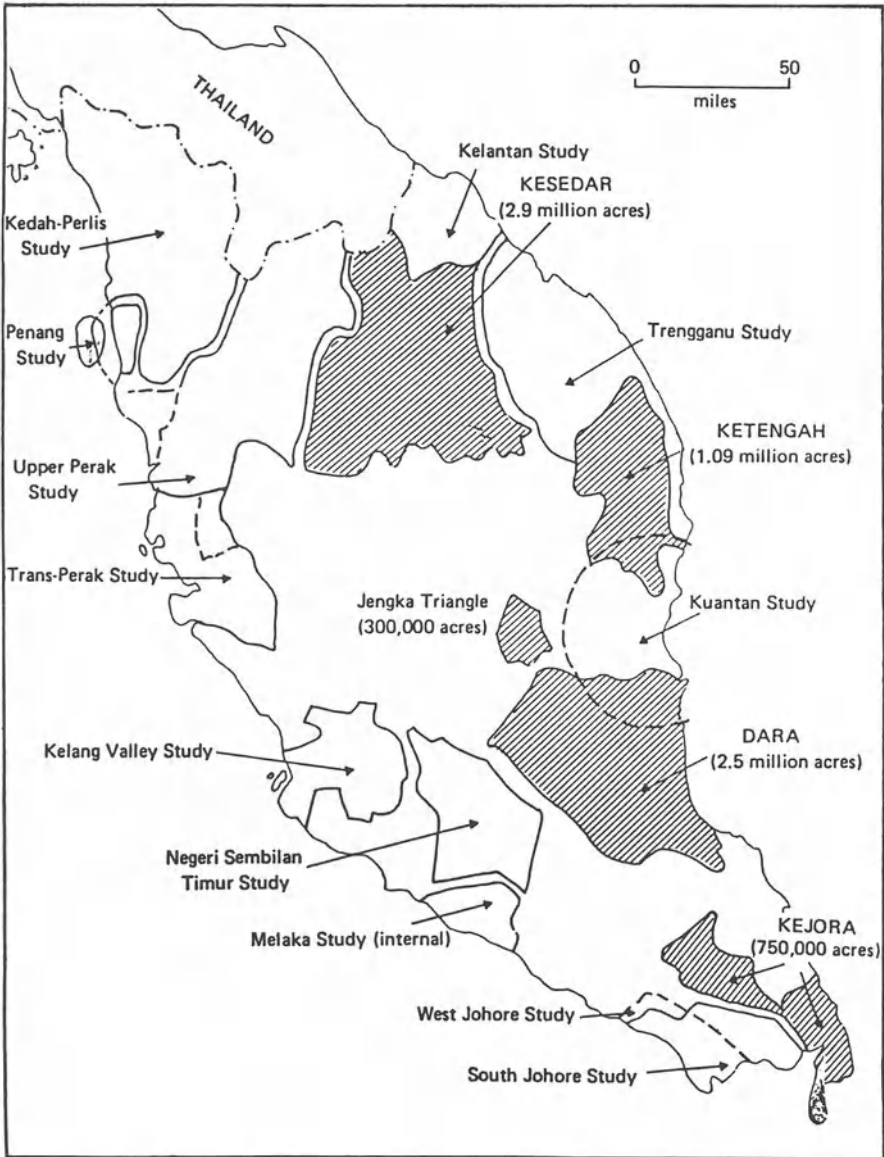 0 50
miles
THAILAND
Kelantan Study
KESEDAR
(2.9 million acres)
Kedah-Perlis
Study
Penang
Study
Trengganu Study
KETENGAH
(1.09 million acres)
Upper Perak
Study
Trans-Perak Study
Jengka Triangle
(300,000 acres)
Kuantan Study
Kelang Valley Study
DARA
(2.5 million acres)
Negeri Sembilan
Timur Study
Melaka Study (internal)
KEJORA
(750,000 acres)
West Johore Study
South Johore Study